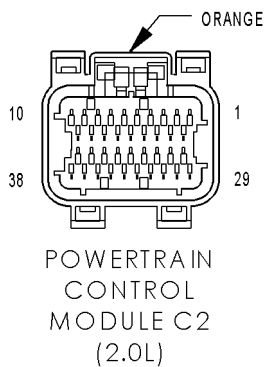 ORANGE
10 1
38 29
POWERTRAIN
CONTROL
MODULE C2
(2.0L)